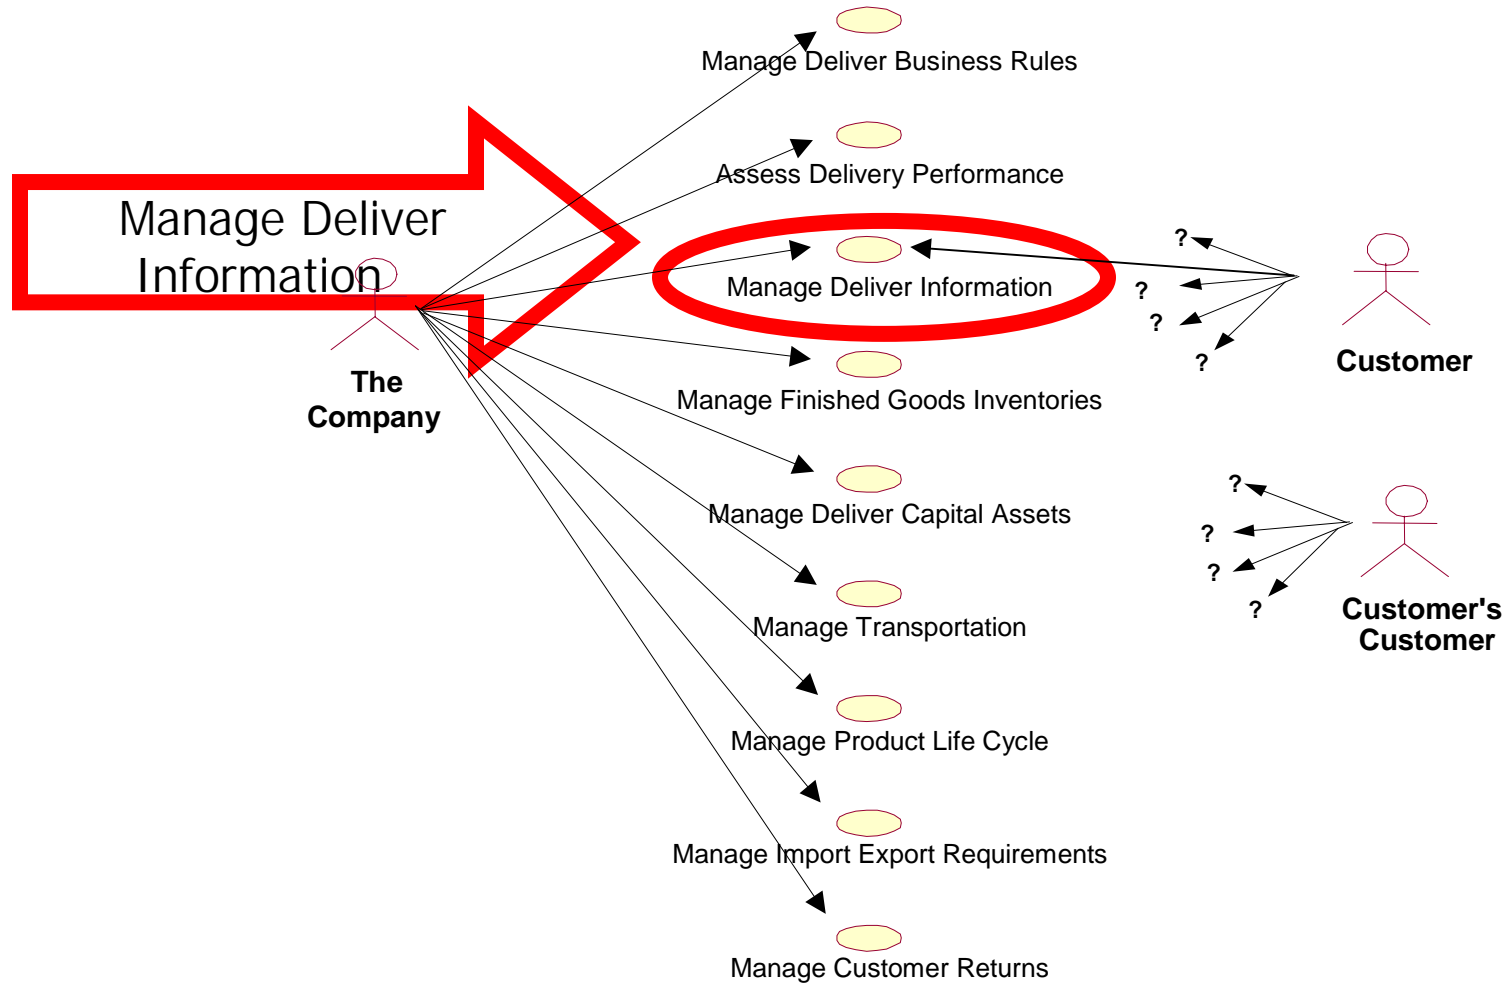 Manage Deliver Business Rules
Assess Delivery Performance
Manage Deliver
Information
Manage Deliver Information
?
?
?
?
Customer
The
Company
Manage Finished Goods Inventories
Manage Deliver Capital Assets
?
?
?
?
Customer's
Customer
Manage Transportation
Manage Product Life Cycle
Manage Import Export Requirements
Manage Customer Returns